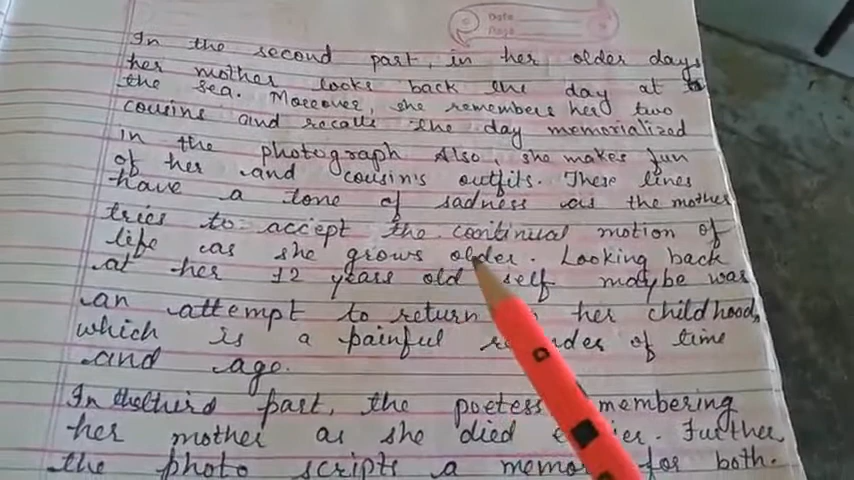 Date
Page
In the second part, in her older days
her mother looks back the day at
the sea. Moreover, she remembers her two
cousins and recalls the day memorialized
in the photograph Also, she makes fun
of her and cousin's outfits. These lines
have a tone of sadness as the mother
tries to accept the continual motion of
life as she grows older. Looking back
at her 12 years old self maybe was
an attempt to return her childhood,
which is a painful of time
and age.
In the third part, the poetess membering
her mother as she died Further,
the photo scripts a for both.